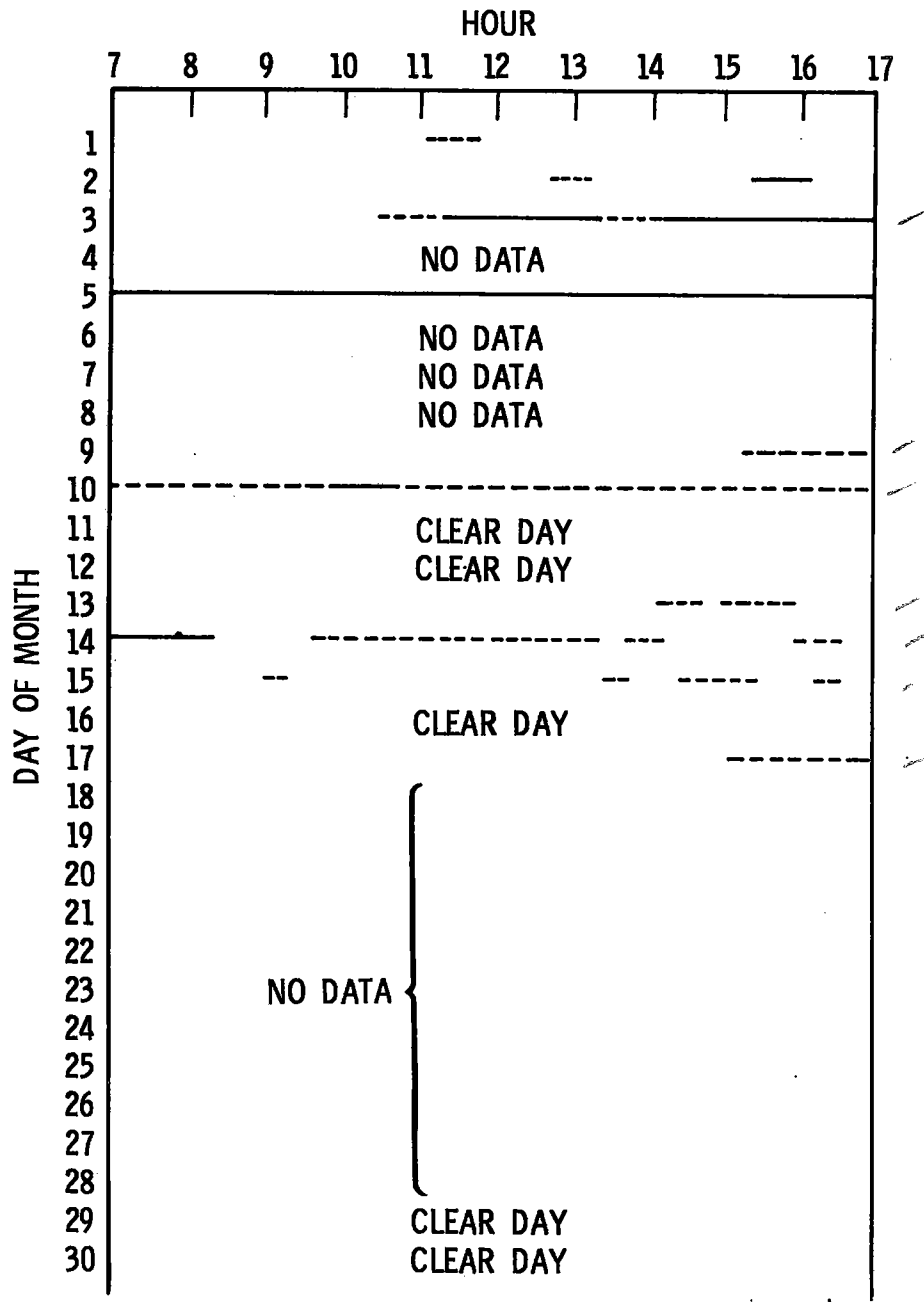 HOUR
7 8 9 10 11 12 13 14 15 16 17
1
2
3
4 NO DATA
5
6 NO DATA
7 NO DATA
8 NO DATA
9
10
11 CLEAR DAY
12 CLEAR DAY
13
14
15
16 CLEAR DAY
17
18
19
20
21
22
23 NO DATA
24
25
26
27
28
29 CLEAR DAY
30 CLEAR DAY
DAY OF MONTH